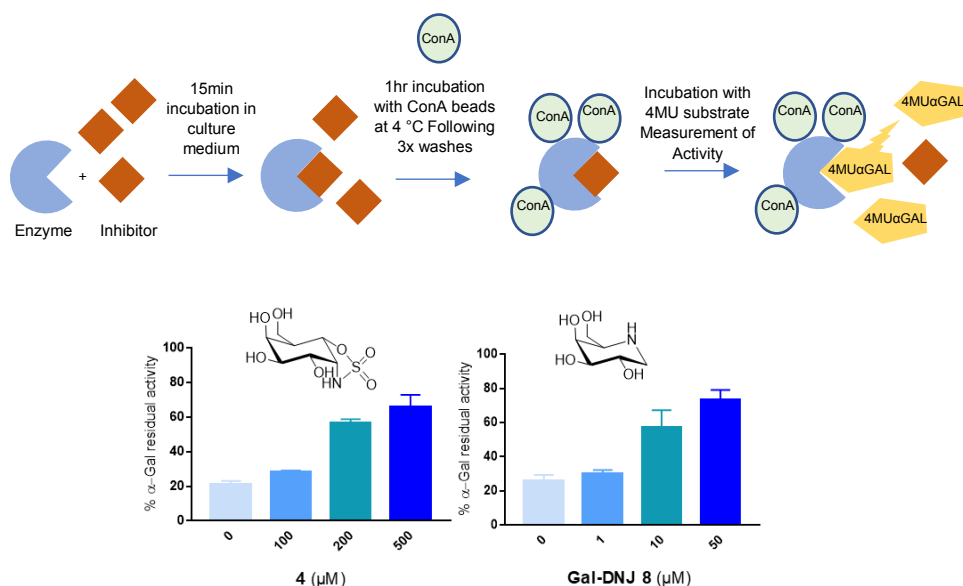 ConA
15min
incubation in
culture
medium
1hr incubation
with ConA beads
at 4 °C Following
3x washes
Incubation with
4MU substrate
Measurement of
Activity
+
Enzyme
Inhibitor
ConA
ConA
ConA
ConA
ConA
ConA
4MUαGAL
4MUαGAL
4MUαGAL
% α–Gal residual activity
100
80
60
40
20
0
OH
OH
HO
OH
O
O
S
O
HN
0
100
200
500
4 (µM)
% α–Gal residual activity
100
80
60
40
20
0
HO
OH
H
N
HO
OH
0
1
10
50
Gal-DNJ 8 (µM)